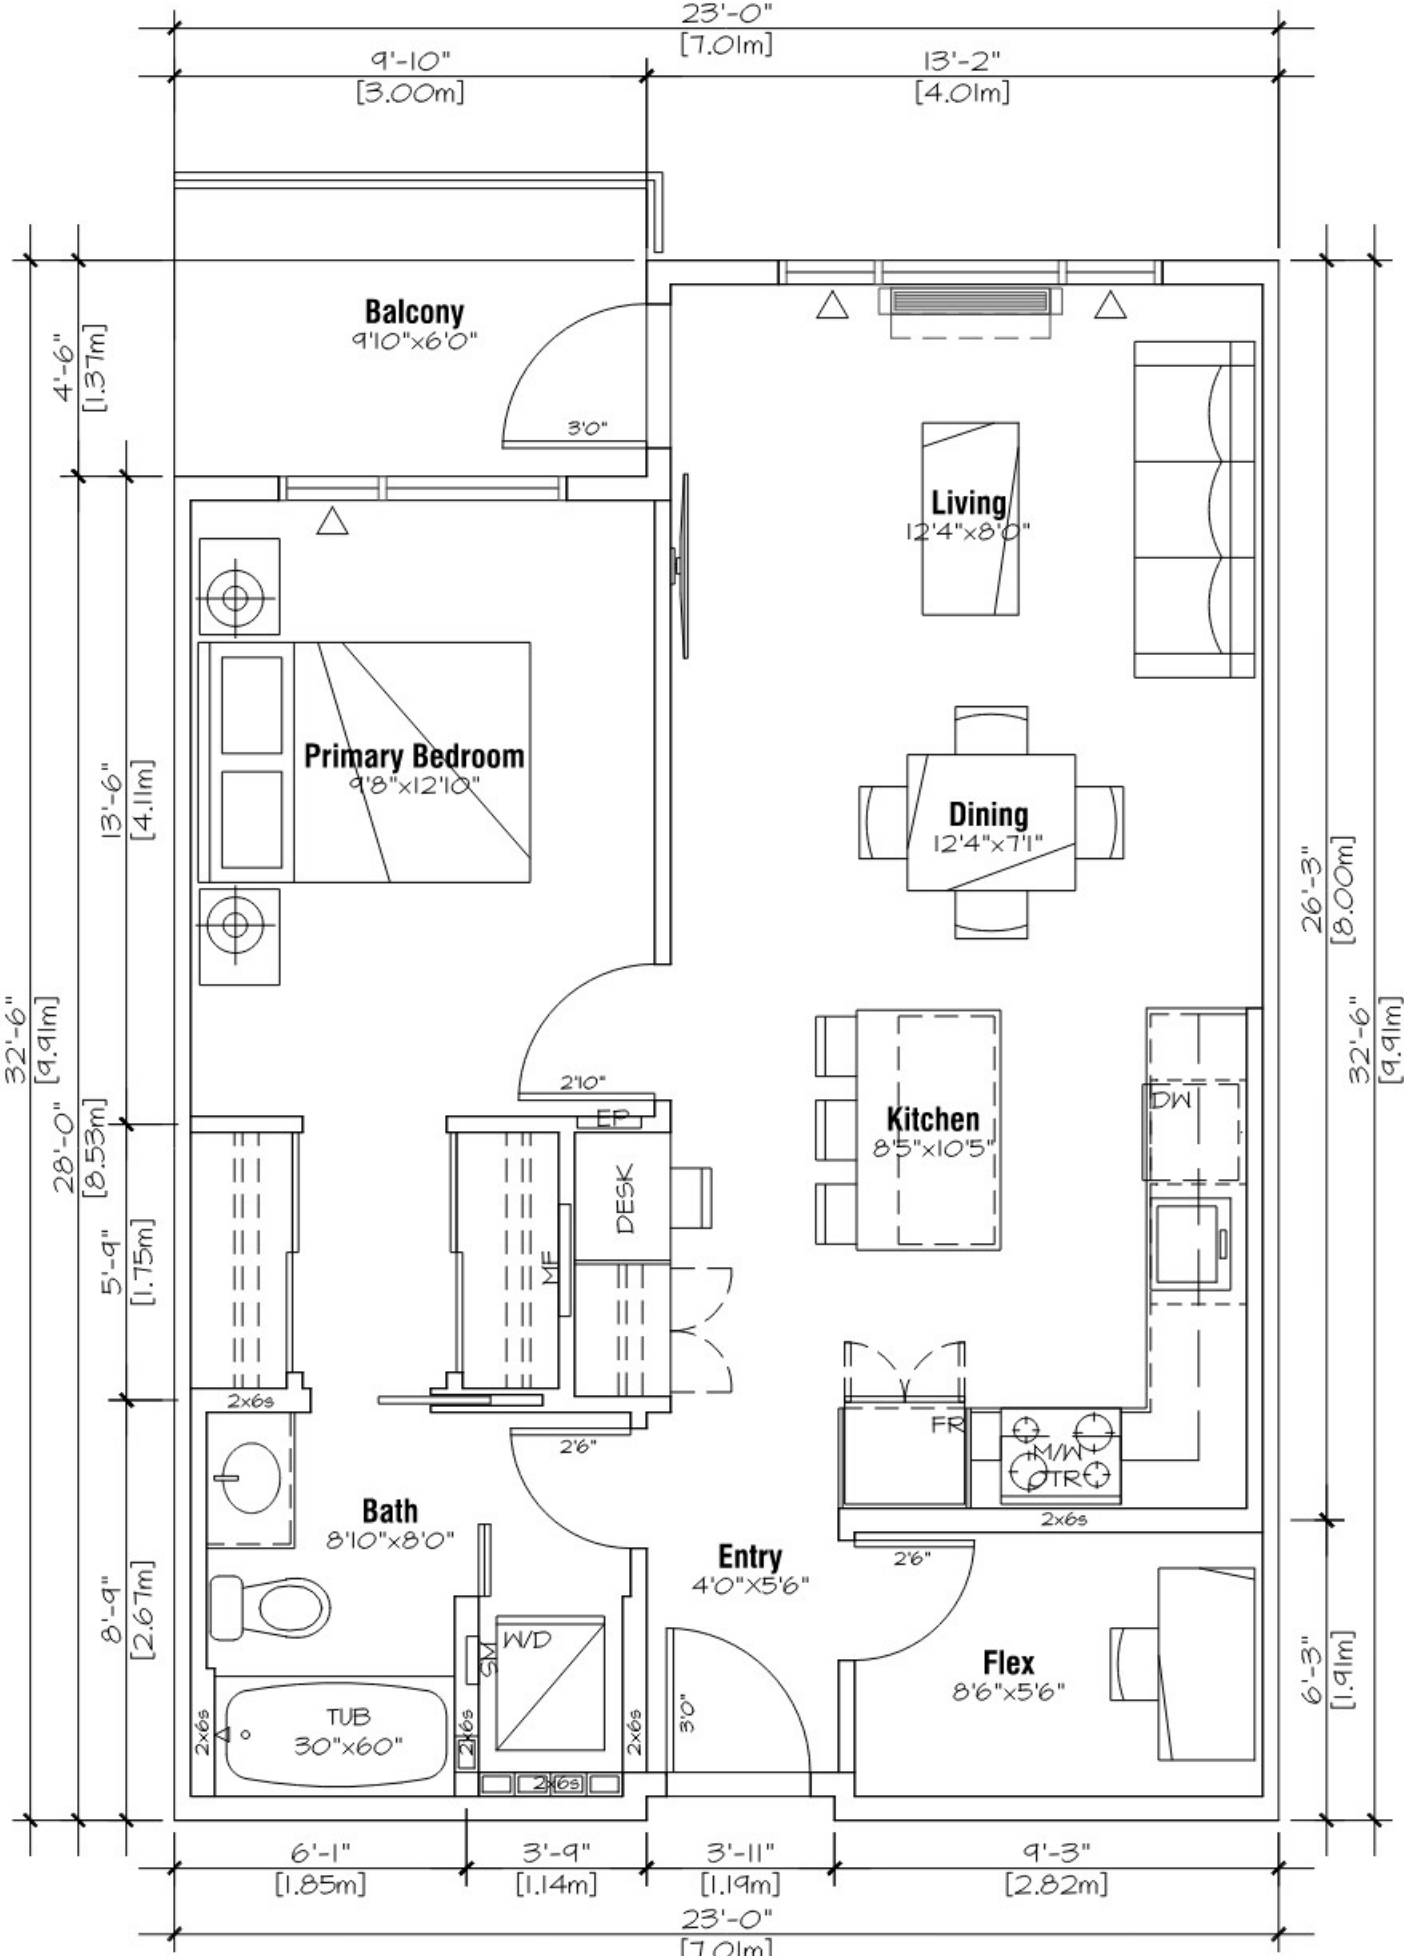 23'-0"
[7.01m]
9'-10"
[3.00m]
13'-2"
[4.01m]
Balcony
9'10"x6'0"
3'0"
4'-6"
[1.37m]
Living
12'4"x8'0"
Primary Bedroom
9'8"x12'10"
13'-6"
[4.11m]
Dining
12'4"x7'1"
26'-3"
[8.00m]
32'-6"
[9.91m]
28'-0"
[8.53m]
32'-6"
[9.91m]
2'10"
EP
DESK
Kitchen
8'5"x10'5"
DW
5'-9"
[1.75m]
MF
2x6s
2'6"
FR
M/W
OTR
2x6s
Bath
8'10"x8'0"
Entry
4'0"X5'6"
2'6"
8'-9"
[2.67m]
W/D
SM
Flex
8'6"x5'6"
6'-3"
[1.91m]
TUB
30"x60"
2x6s
2x6s
2x6s
2x6s
3'0"
6'-1"
[1.85m]
3'-9"
[1.14m]
3'-11"
[1.19m]
9'-3"
[2.82m]
23'-0"
[7.01m]